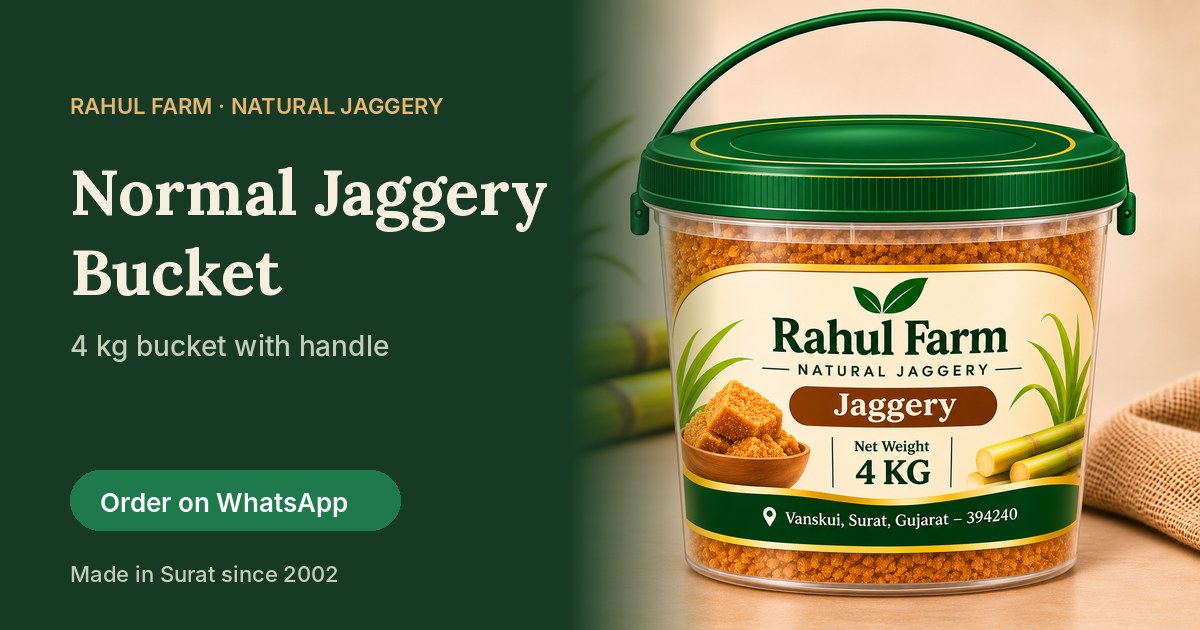 RAHUL FARM · NATURAL JAGGERY
Normal Jaggery
Bucket
4 kg bucket with handle
Order on WhatsApp
Made in Surat since 2002
Rahul Farm
NATURAL JAGGERY
Jaggery
Net Weight
4 KG
Vanskui, Surat, Gujarat – 394240